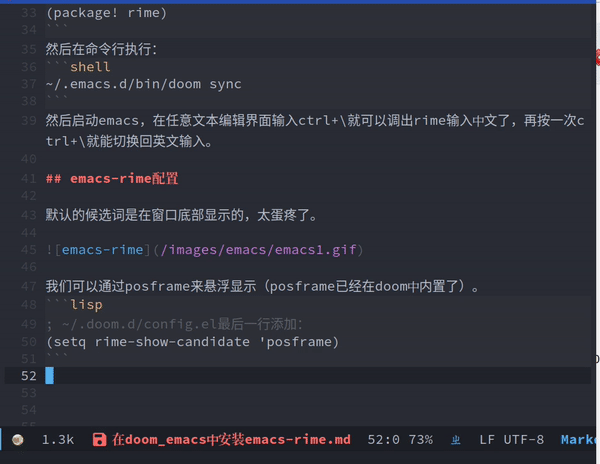 33 (package! rime)
34 ```
35 然后在命令行执行：
36 ```shell
37 ~/.emacs.d/bin/doom sync
38 ```
39 然后启动emacs，在任意文本编辑界面输入ctrl+\就可以调出rime输入中文了，再按一次c
trl+\就能切换回英文输入。
40
41 ## emacs-rime配置
42
43 默认的候选词是在窗口底部显示的，太蛋疼了。
44
45 ![emacs-rime](/images/emacs/emacs1.gif)
46
47 我们可以通过posframe来悬浮显示（posframe已经在doom中内置了）。
48 ```lisp
49 ; ~/.doom.d/config.el最后一行添加：
50 (setq rime-show-candidate 'posframe)
51 ```
52
53
54
55
1.3k 在doom_emacs中安装emacs-rime.md 52:0 73% LF UTF-8 Mark